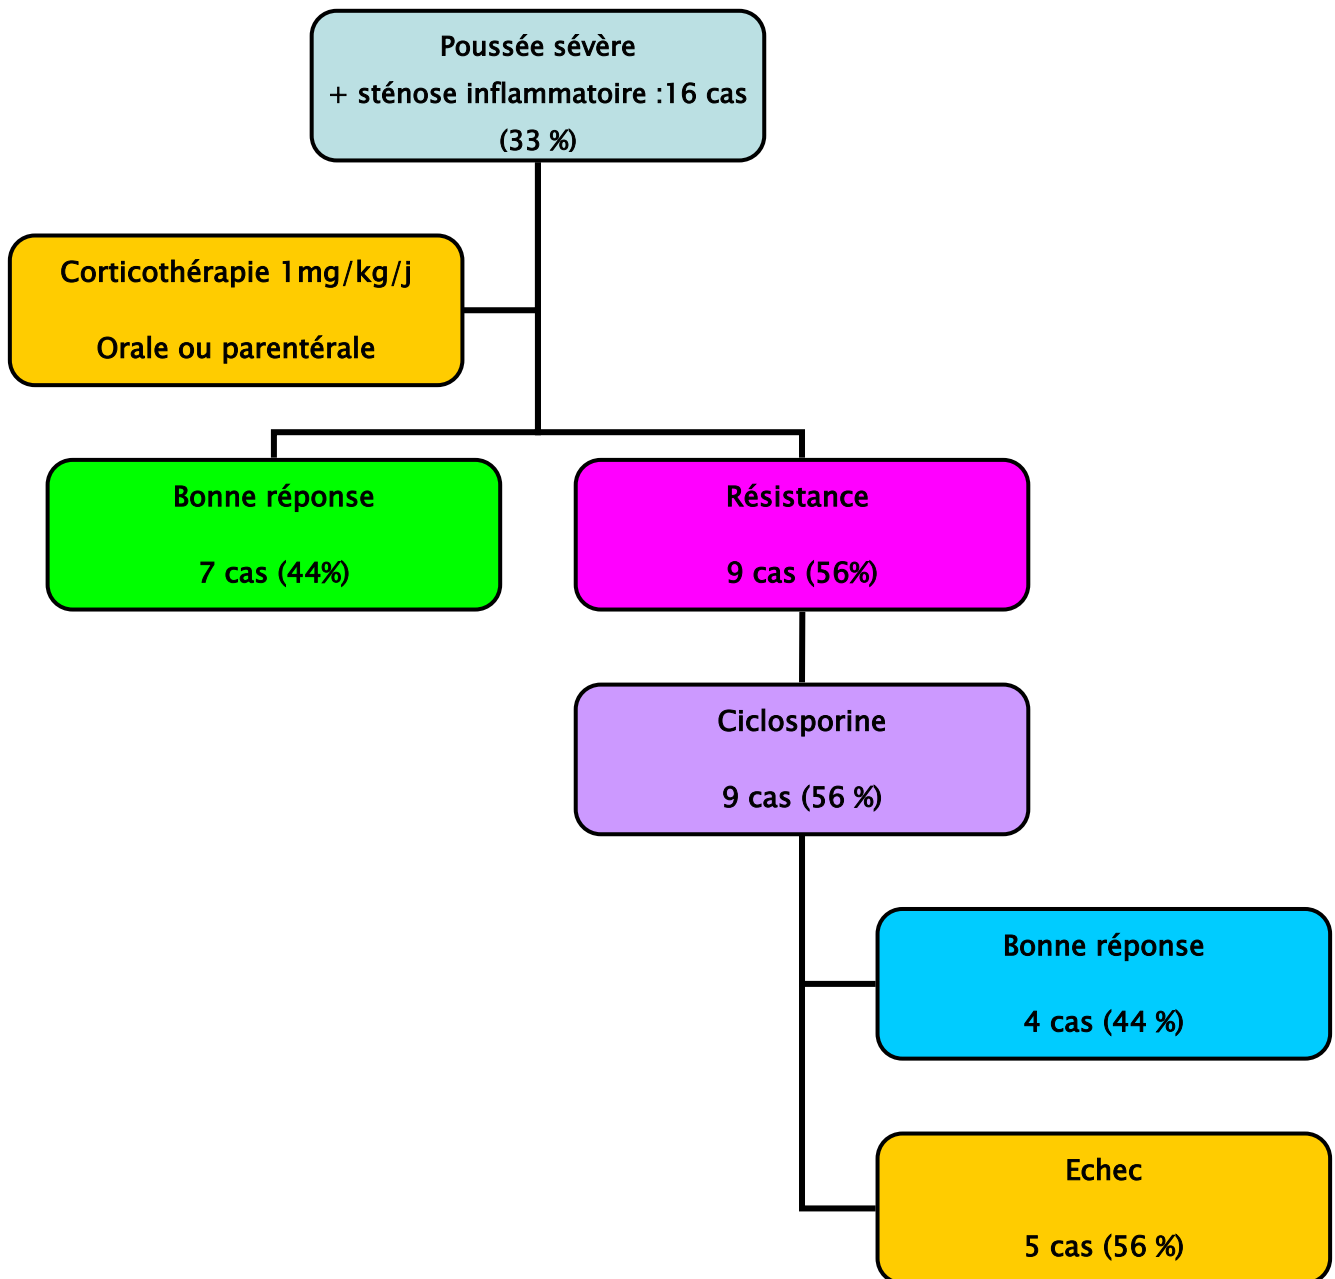 Poussée sévère
+ sténose inflammatoire :16 cas
(33 %)
Corticothérapie 1mg/kg/j
Orale ou parentérale
Bonne réponse
7 cas (44%)
Résistance
9 cas (56%)
Ciclosporine
9 cas (56 %)
Bonne réponse
4 cas (44 %)
Echec
5 cas (56 %)